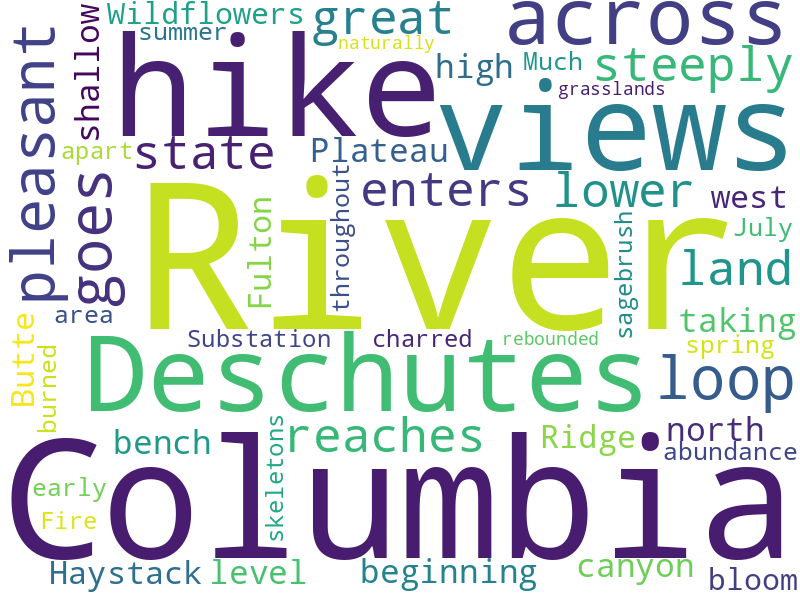 Wildflowers
great
across
summer
naturally
shallow
pleasant
hike
high
Much
steeply
grasslands
views
apart
state
Plateau
goes
enters
lower
west
River
Fulton
throughout
sagebrush
July
land
area
taking
Substation
charred
rebounded
spring
Butte
burned
Deschutes
loop
bench
skeletons
reaches
Ridge
north
abundance
Columbia
early
Fire
Haystack
level
beginning
canyon
bloom